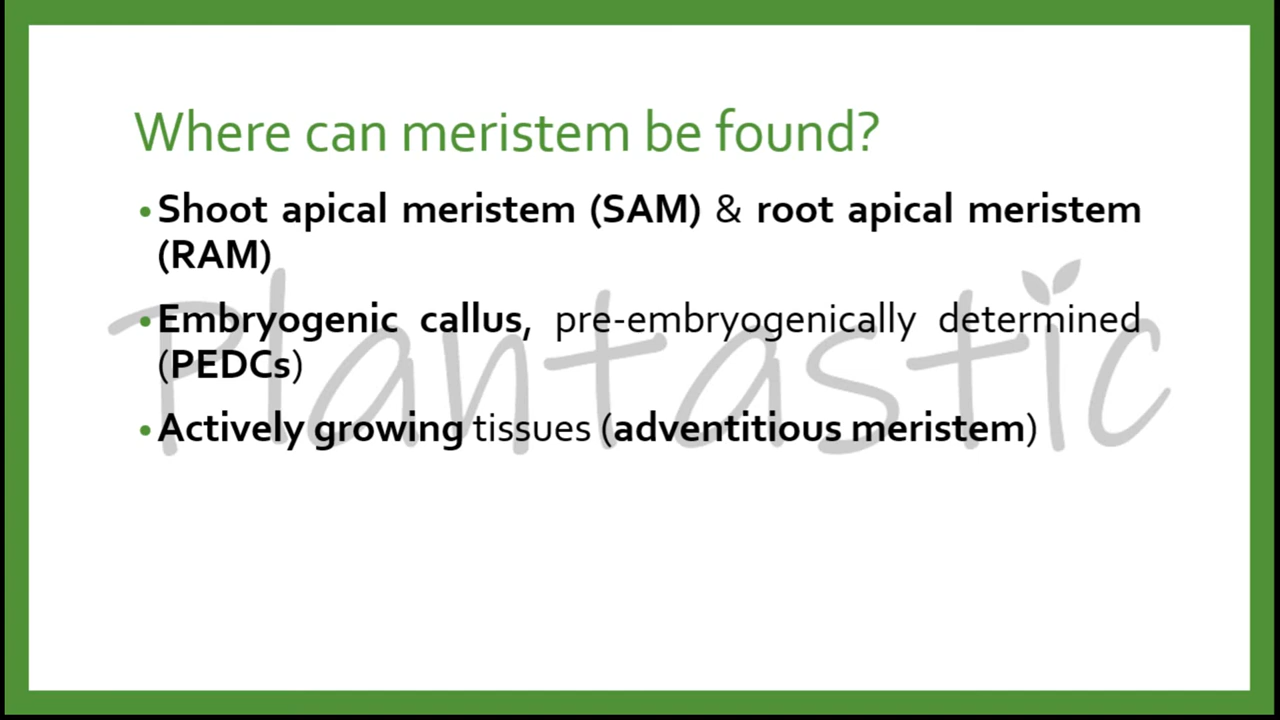 Where can meristem be found?
•Shoot apical meristem (SAM) & root apical meristem
(RAM)
•Embryogenic callus, pre-embryogenically determined
(PEDCs)
•Actively growing tissues (adventitious meristem)
Plantastic